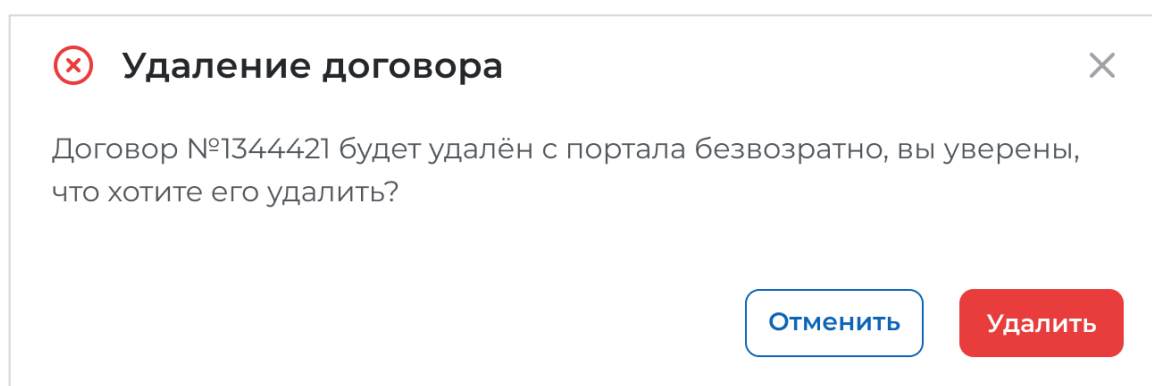 Удаление договора
Договор №1344421 будет удалён с портала безвозратно, вы уверены,
что хотите его удалить?
Отменить
Удалить